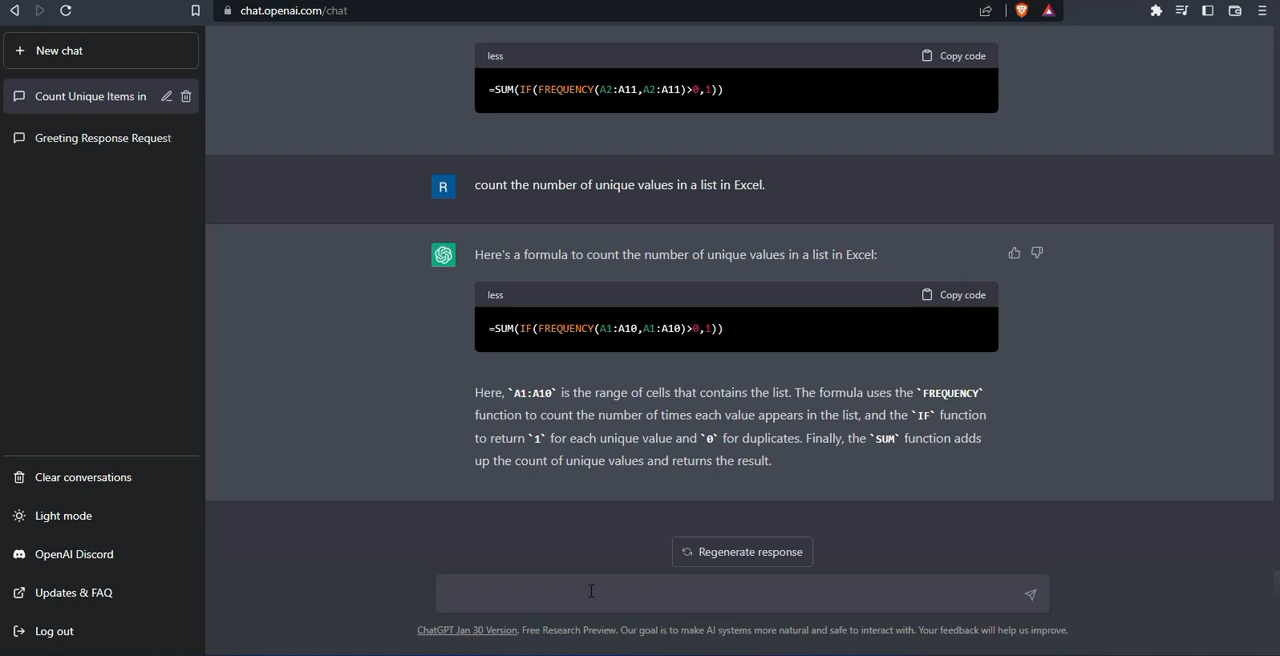 chat.openai.com/chat
New chat
Count Unique Items in
Greeting Response Request
less
Copy code
=SUM(IF(FREQUENCY(A2:A11,A2:A11)>0,1))
R
count the number of unique values in a list in Excel.
Here's a formula to count the number of unique values in a list in Excel:
less
Copy code
=SUM(IF(FREQUENCY(A1:A10,A1:A10)>0,1))
Here, `A1:A10` is the range of cells that contains the list. The formula uses the `FREQUENCY`
function to count the number of times each value appears in the list, and the `IF` function
to return `1` for each unique value and `0` for duplicates. Finally, the `SUM` function adds
up the count of unique values and returns the result.
Clear conversations
Light mode
OpenAI Discord
Updates & FAQ
Log out
Regenerate response
ChatGPT Jan 30 Version. Free Research Preview. Our goal is to make AI systems more natural and safe to interact with. Your feedback will help us improve.